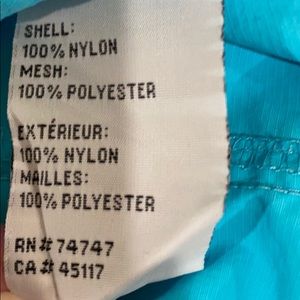 SHELL:
100% NYLON
MESH:
100% POLYESTER
EXTÉRIEUR:
100% NYLON
MAILLES:
100% POLYESTER
RN# 74747
CA# 45117